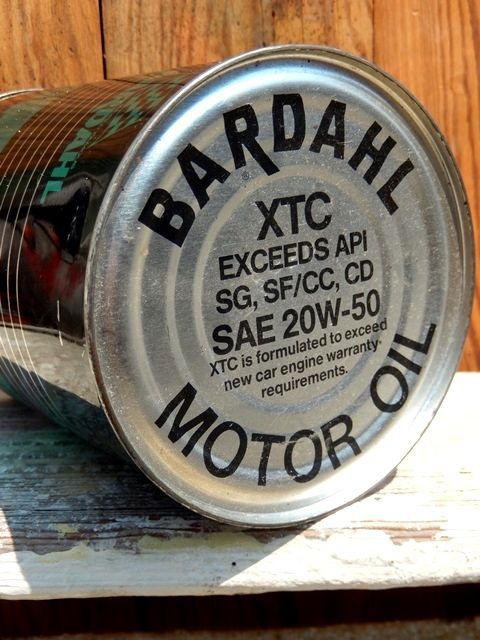 BARDAHL
XTC
EXCEEDS API
SG, SF/CC, CD
SAE 20W-50
XTC is formulated to exceed
new car engine warranty
requirements.
MOTOR OIL
DAHL